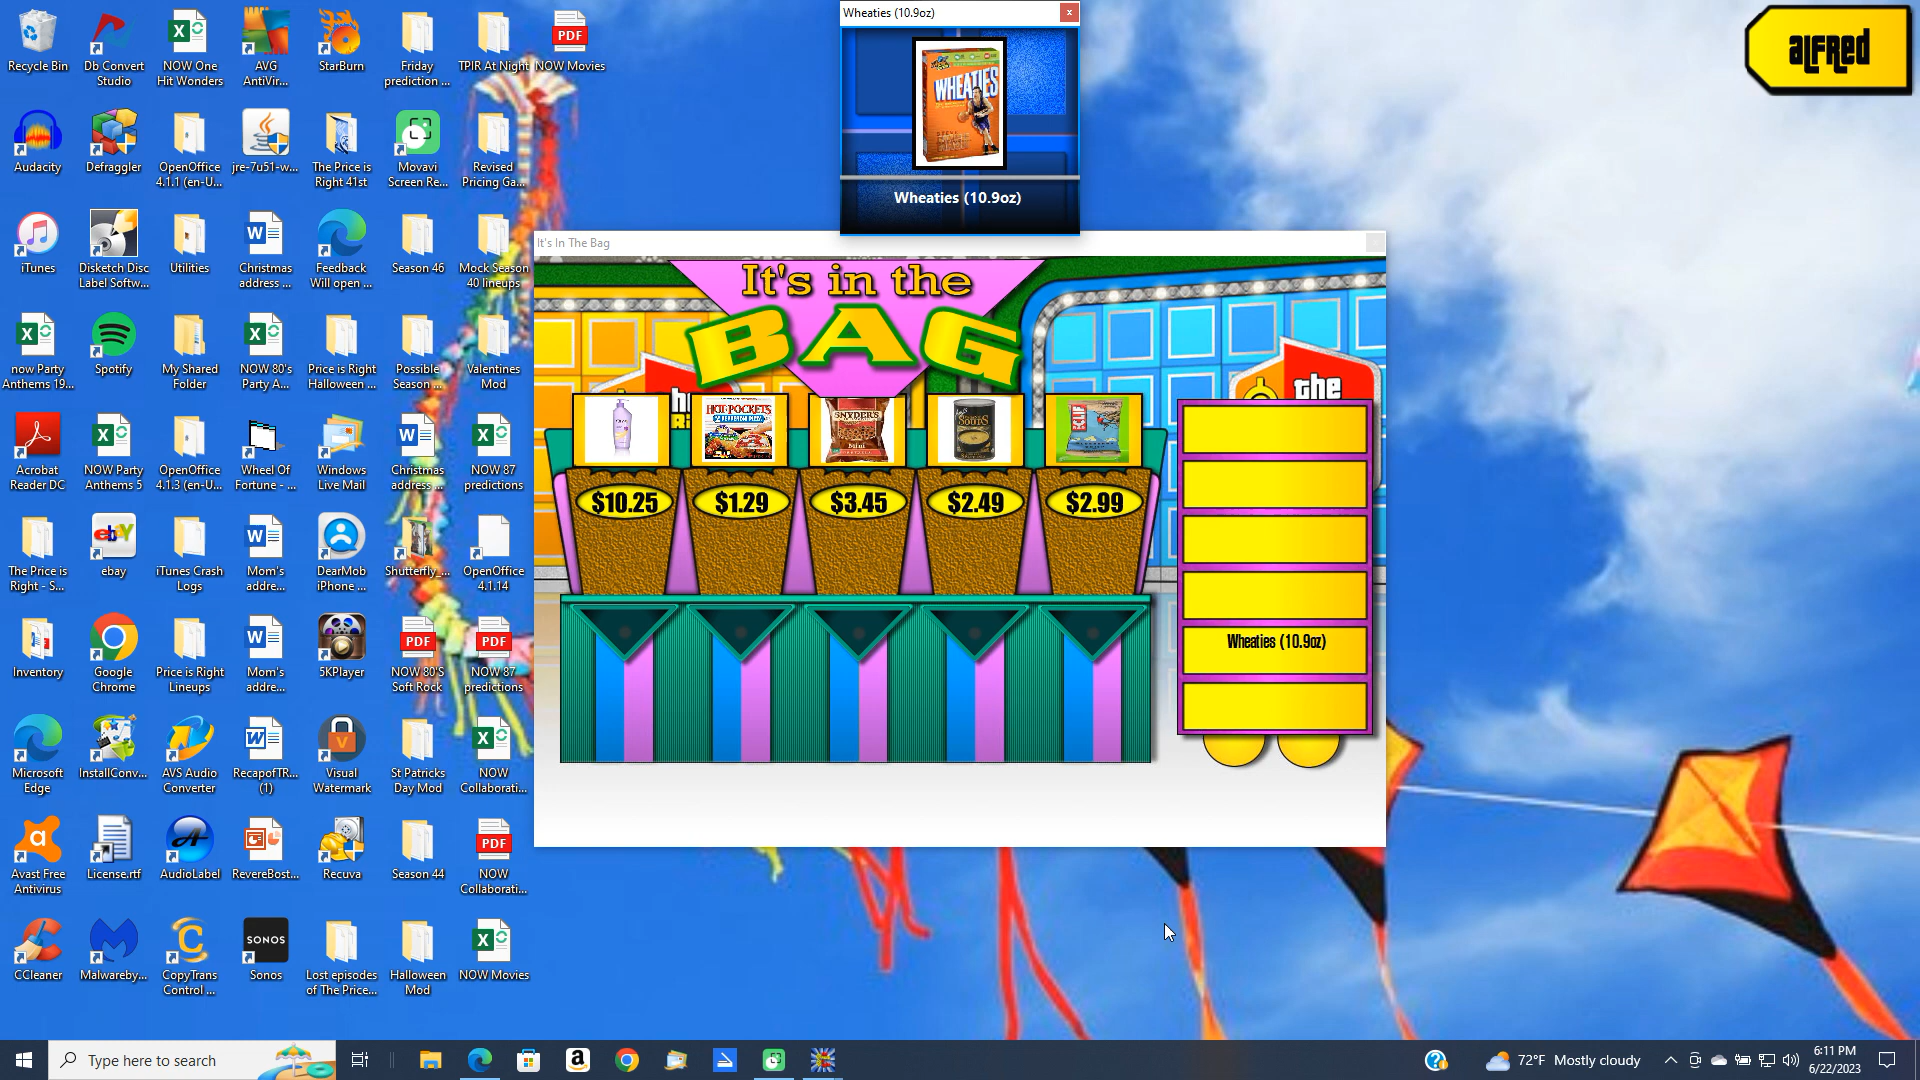 Recycle Bin
Db Convert
Studio
NOW One
Hit Wonders
AVG
AntiVir...
StarBurn
Friday
prediction ...
TPIR At Night
NOW Movies
Audacity
Defraggler
OpenOffice
4.1.1 (en-U...
jre-7u51-w...
The Price is
Right 41st
Movavi
Screen Re...
Revised
Pricing Ga...
iTunes
Disketch Disc
Label Softw...
Utilities
Christmas
address ...
Feedback
Will open ...
Season 46
Mock Season
40 lineups
now Party
Anthems 19...
Spotify
My Shared
Folder
NOW 80's
Party A...
Price is Right
Halloween ...
Possible
Season ...
Valentines
Mod
Acrobat
Reader DC
NOW Party
Anthems 5
OpenOffice
4.1.3 (en-U...
Wheel Of
Fortune - ...
Windows
Live Mail
Christmas
address ...
NOW 87
predictions
The Price is
Right - S...
ebay
iTunes Crash
Logs
Mom's
addre...
DearMob
iPhone ...
Shutterfly_...
OpenOffice
4.1.14
Inventory
Google
Chrome
Price is Right
Lineups
Mom's
addre...
5KPlayer
NOW 80'S
Soft Rock
NOW 87
predictions
Microsoft
Edge
InstallConv...
AVS Audio
Converter
RecapofTR...
(1)
Visual
Watermark
St Patricks
Day Mod
NOW
Collaborati...
Avast Free
Antivirus
License.rtf
AudioLabel
RevereBost...
Recuva
Season 44
NOW
Collaborati...
CCleaner
Malwareby...
CopyTrans
Control ...
SONOS
Sonos
Lost episodes
of The Price...
Halloween
Mod
NOW Movies
Wheaties (10.9oz)
WHEATIES
Wheaties (10.9oz)
alfred
It's In The Bag
It's in the
BAG
the
HOT POCKETS
SNYDER'S
Mini
CLIF
$10.25
$1.29
$3.45
$2.49
$2.99
Wheaties (10.9oz)
Type here to search
72°F Mostly cloudy
6:11 PM
6/22/2023